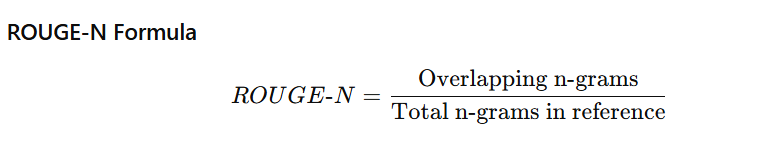 ROUGE-N Formula
ROUGE-N = Overlapping n-grams / Total n-grams in reference